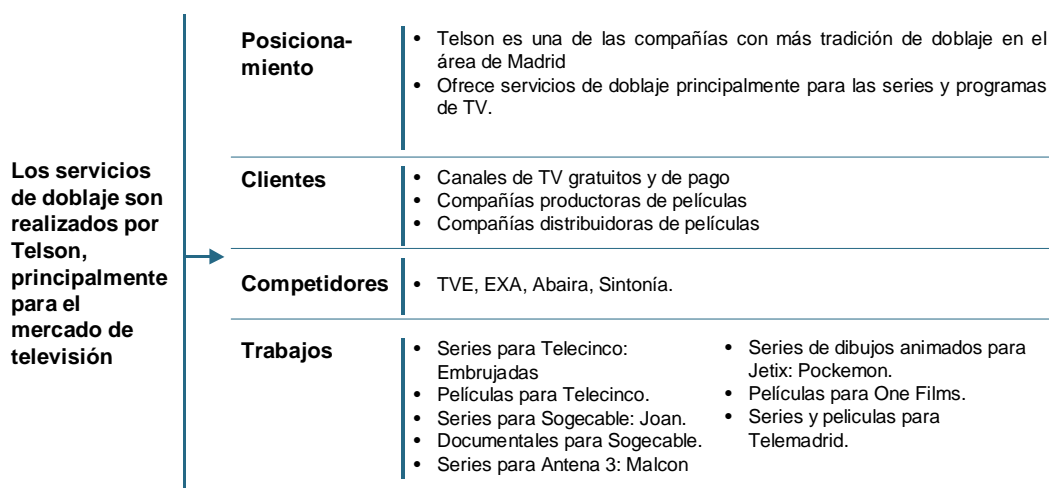 Los servicios
de doblaje son
realizados por
Telson,
principalmente
para el
mercado de
televisión
Posiciona-
miento
• Telson es una de las compañías con más tradición de doblaje en el
área de Madrid
• Ofrece servicios de doblaje principalmente para las series y programas
de TV.
Clientes
• Canales de TV gratuitos y de pago
• Compañías productoras de películas
• Compañías distribuidoras de películas
Competidores
• TVE, EXA, Abaira, Sintonía.
Trabajos
• Series para Telecinco:
Embrujadas
• Películas para Telecinco.
• Series para Sogecable: Joan.
• Documentales para Sogecable.
• Series para Antena 3: Malcon
• Series de dibujos animados para
Jetix: Pockemon.
• Películas para One Films.
• Series y peliculas para
Telemadrid.